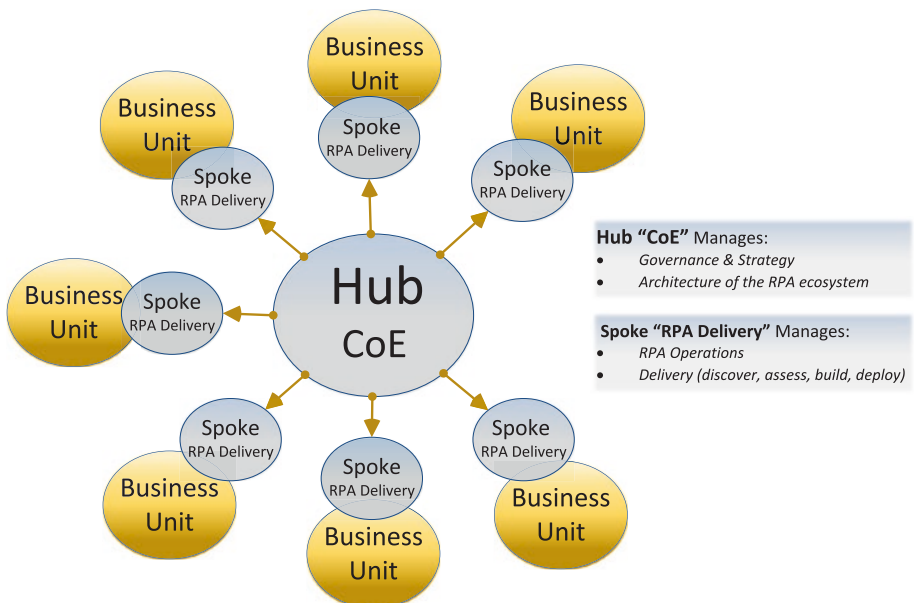 Business
Unit
Spoke
RPA Delivery
Business
Unit
Spoke
RPA Delivery
Business
Unit
Spoke
RPA Delivery
Business
Unit
Spoke
RPA Delivery
Hub
CoE
Spoke
RPA Delivery
Business
Unit
Spoke
RPA Delivery
Business
Unit
Spoke
RPA Delivery
Business
Unit
Hub “CoE” Manages:
• Governance & Strategy
• Architecture of the RPA ecosystem
Spoke “RPA Delivery” Manages:
• RPA Operations
• Delivery (discover, assess, build, deploy)